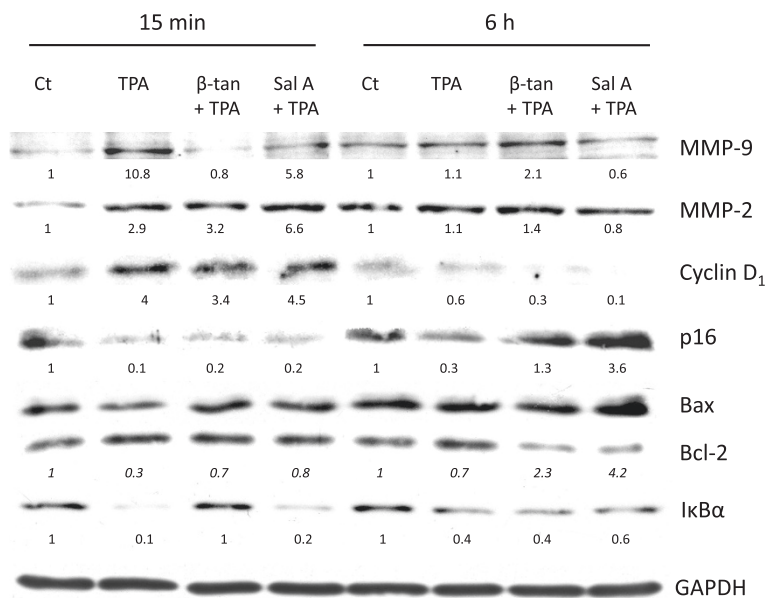 15 min 6 h
Ct TPA β-tan + TPA Sal A + TPA Ct TPA β-tan + TPA Sal A + TPA
MMP-9
1 10.8 0.8 5.8 1 1.1 2.1 0.6
MMP-2
1 2.9 3.2 6.6 1 1.1 1.4 0.8
Cyclin D₁
1 4 3.4 4.5 1 0.6 0.3 0.1
p16
1 0.1 0.2 0.2 1 0.3 1.3 3.6
Bax
Bcl-2
1 0.3 0.7 0.8 1 0.7 2.3 4.2
IκBα
1 0.1 1 0.2 1 0.4 0.4 0.6
GAPDH